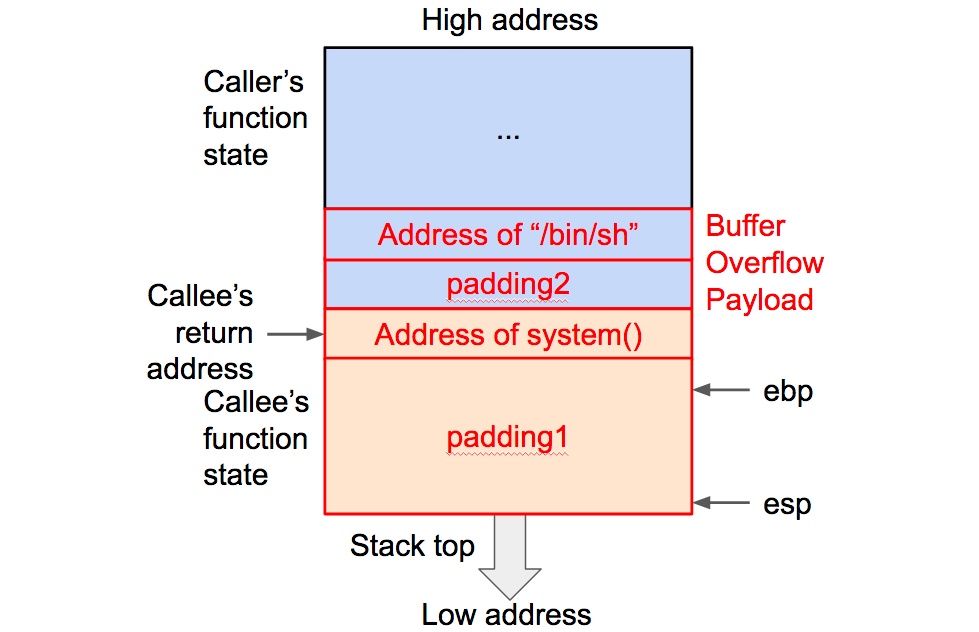 High address
Caller’s
function
state
...
Address of “/bin/sh”
Buffer
Overflow
Payload
padding2
Callee’s
return
address
Address of system()
Callee’s
function
state
ebp
padding1
esp
Stack top
Low address